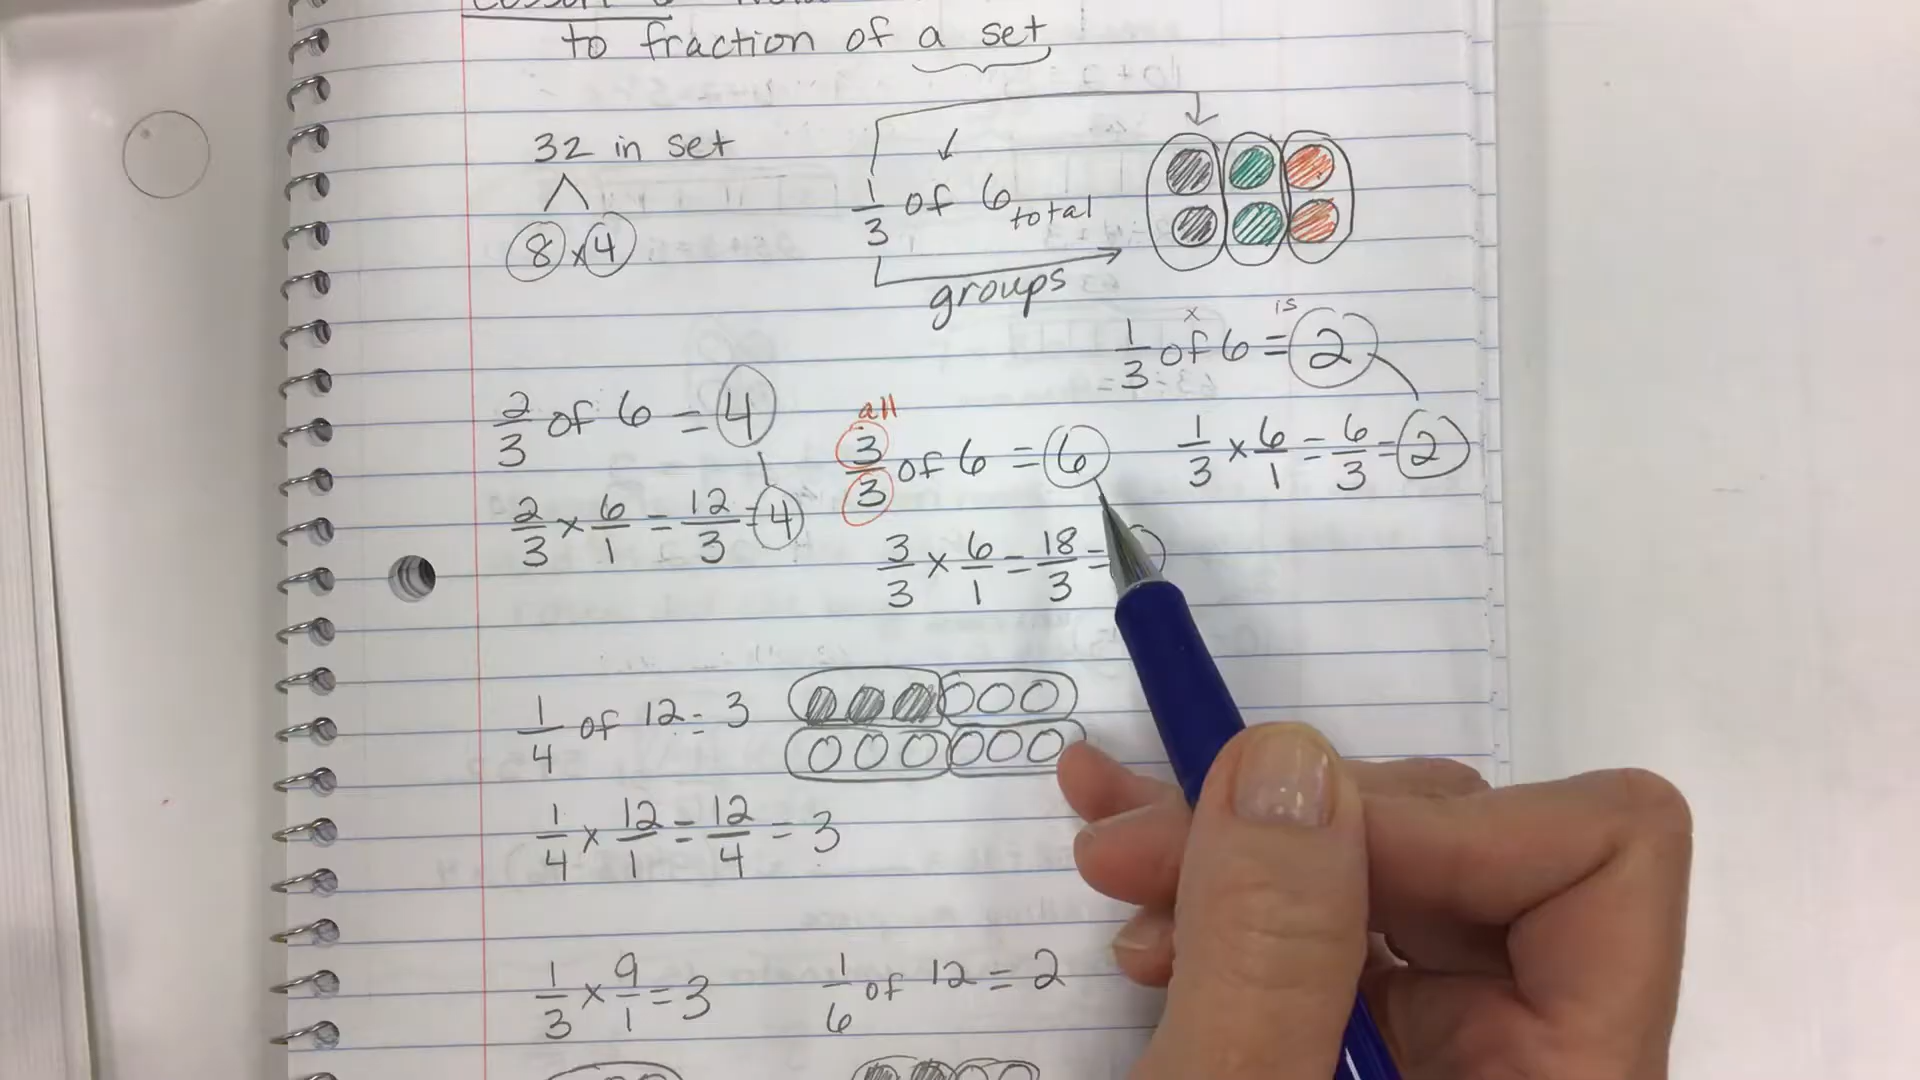 to fraction of a set
32 in set
8 x 4
1/3 of 6 total
groups
x is
1/3 of 6 = 2
1/3 x 6/1 = 6/3 = 2
2/3 of 6 = 4
2/3 x 6/1 = 12/3 = 4
all
3/3 of 6 = 6
3/3 x 6/1 = 18/3 =
1/4 of 12 = 3
1/4 x 12/1 = 12/4 = 3
1/3 x 9/1 = 3
1/6 of 12 = 2